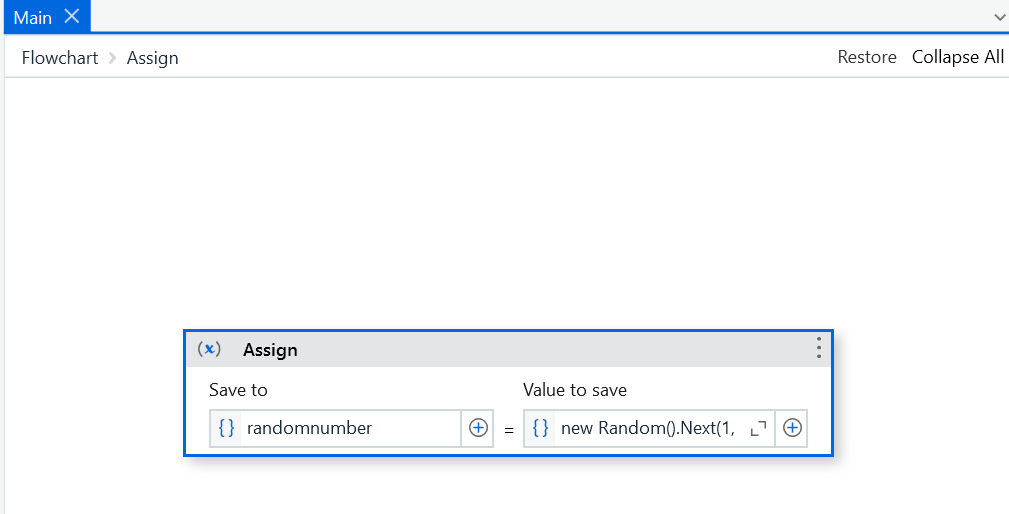 Main
Flowchart Assign Restore Collapse All
(x) Assign
Save to Value to save
{} randomnumber = {} new Random().Next(1,